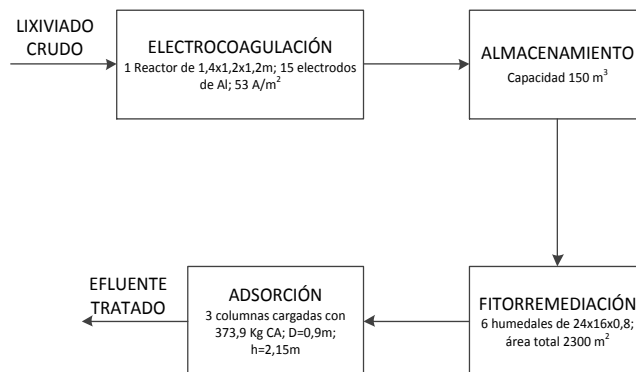 LIXIVIADO
CRUDO
ELECTROCOAGULACIÓN
1 Reactor de 1,4x1,2x1,2m; 15 electrodos
de Al; 53 A/m²
ALMACENAMIENTO
Capacidad 150 m³
EFLUENTE
TRATADO
ADSORCIÓN
3 columnas cargadas con
373,9 Kg CA; D=0,9m;
h=2,15m
FITORREMEDIACIÓN
6 humedales de 24x16x0,8;
área total 2300 m²